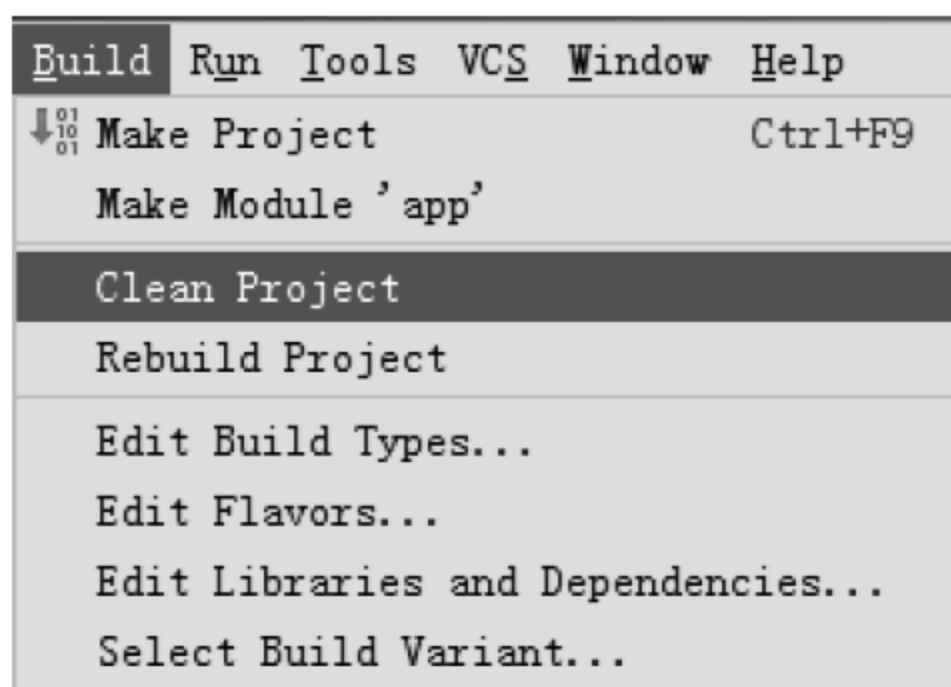 Build Run Tools VCS Window Help
Make Project Ctrl+F9
Make Module 'app'
Clean Project
Rebuild Project
Edit Build Types...
Edit Flavors...
Edit Libraries and Dependencies...
Select Build Variant...